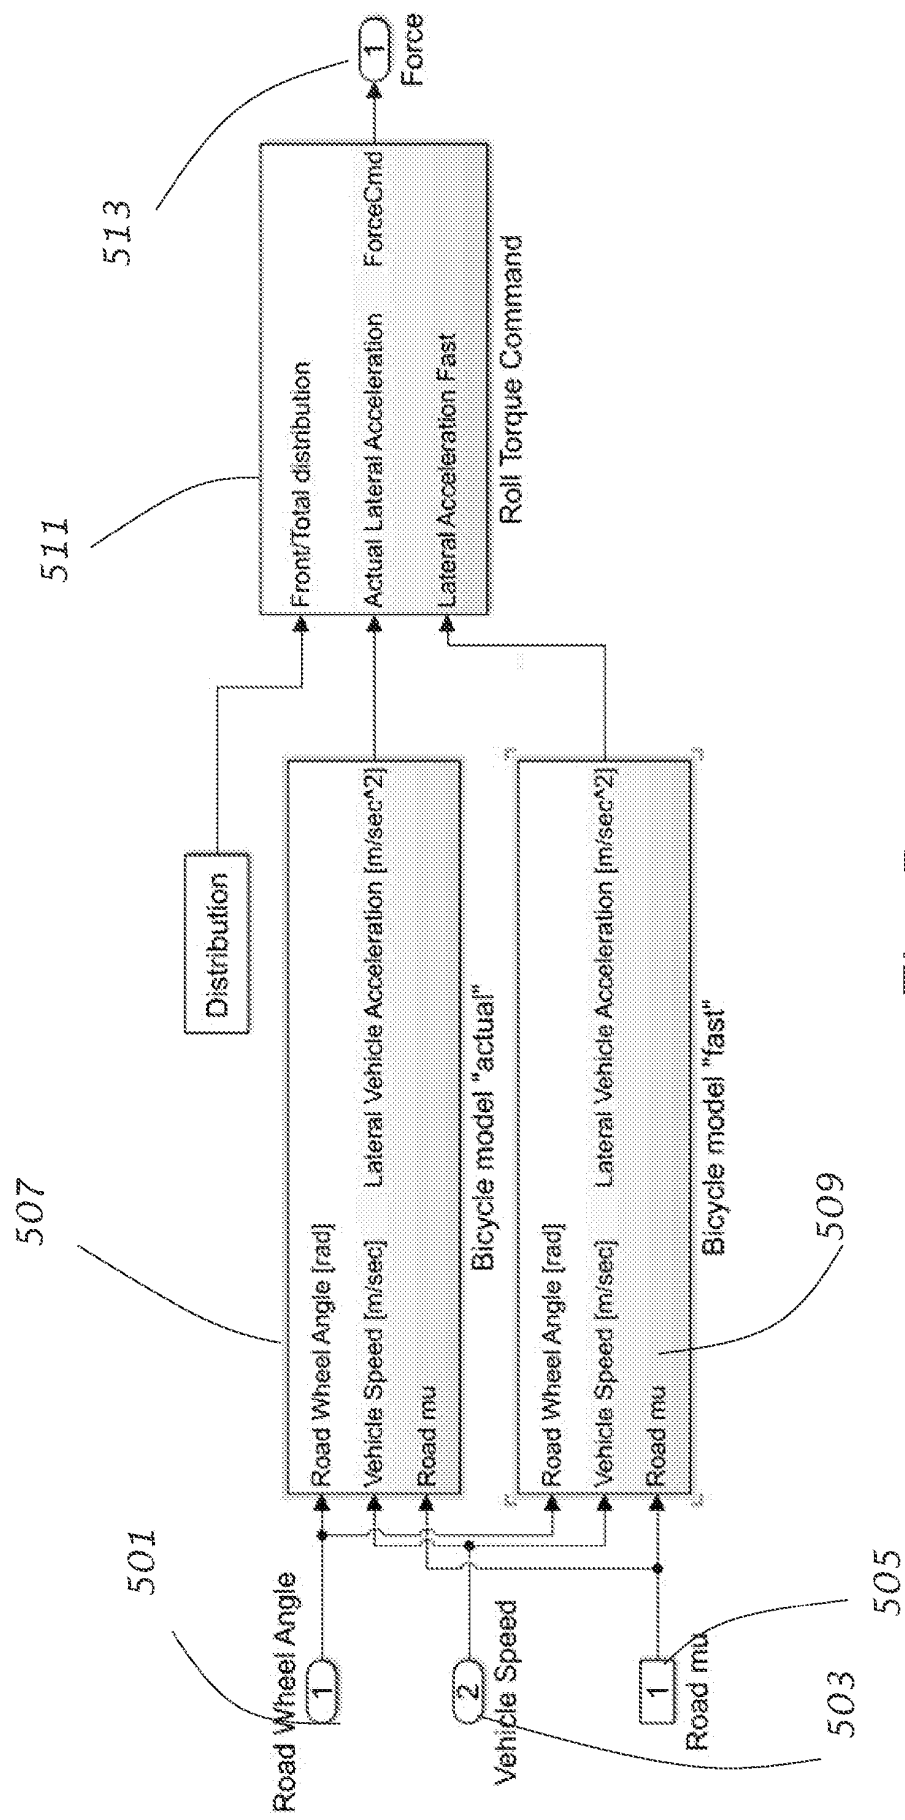 501
Road Wheel Angle
1
2
Vehicle Speed
503
1
Road mu
505
507
Road Wheel Angle [rad]
Vehicle Speed [m/sec]
Lateral Vehicle Acceleration [m/sec^2]
Road mu
Bicycle model "actual"
Road Wheel Angle [rad]
Vehicle Speed [m/sec]
Lateral Vehicle Acceleration [m/sec^2]
Road mu
Bicycle model "fast"
509
Distribution
511
Front/Total distribution
Actual Lateral Acceleration
ForceCmd
Lateral Acceleration Fast
Roll Torque Command
513
1
Force